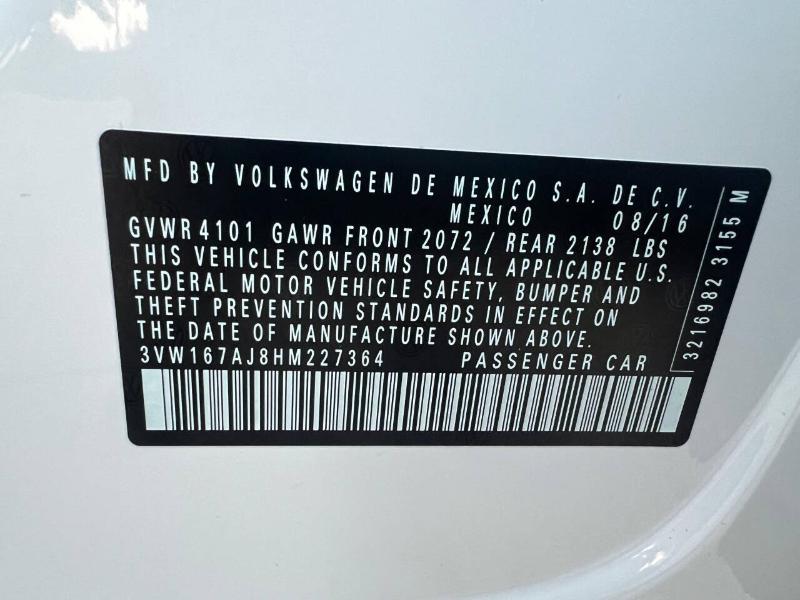 MFD BY VOLKSWAGEN DE MEXICO S.A. DE C.V.
MEXICO 08/16
GVWR 4101 GAWR FRONT 2072 / REAR 2138 LBS
THIS VEHICLE CONFORMS TO ALL APPLICABLE U.S.
FEDERAL MOTOR VEHICLE SAFETY, BUMPER AND
THEFT PREVENTION STANDARDS IN EFFECT ON
THE DATE OF MANUFACTURE SHOWN ABOVE.
3VW167AJ8HM227364 PASSENGER CAR
3216982 3155 M